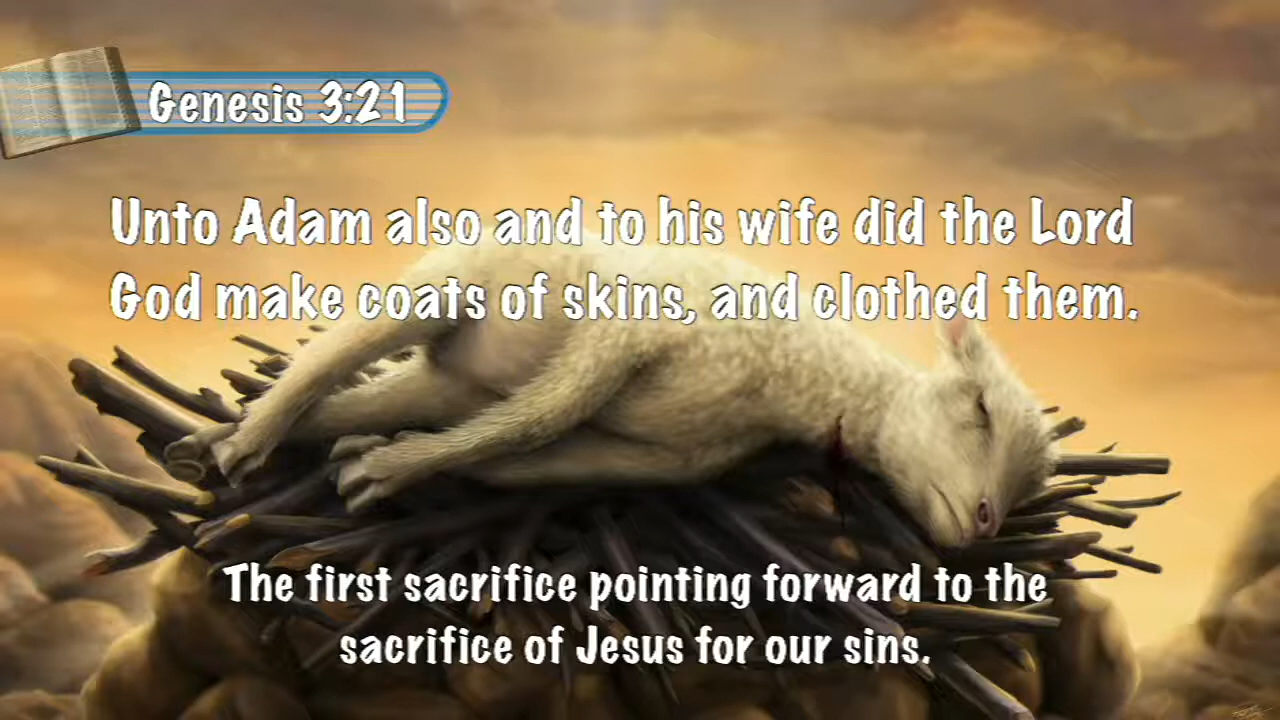 Genesis 3:21
Unto Adam also and to his wife did the Lord
God make coats of skins, and clothed them.
The first sacrifice pointing forward to the
sacrifice of Jesus for our sins.